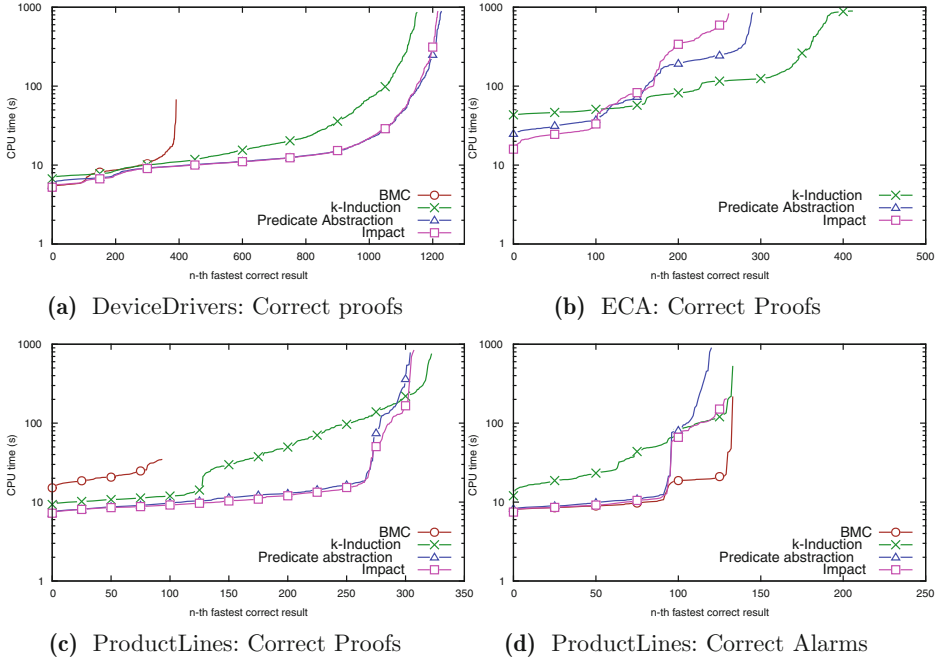 1000
100
10
1
CPU time (s)
0 200 400 600 800 1000 1200
n-th fastest correct result
BMC
k-Induction
Predicate Abstraction
Impact
(a) DeviceDrivers: Correct proofs
1000
100
10
1
CPU time (s)
0 100 200 300 400 500
n-th fastest correct result
k-Induction
Predicate Abstraction
Impact
(b) ECA: Correct Proofs
1000
100
10
1
CPU time (s)
0 50 100 150 200 250 300 350
n-th fastest correct result
BMC
k-Induction
Predicate abstraction
Impact
(c) ProductLines: Correct Proofs
1000
100
10
1
CPU time (s)
0 50 100 150 200 250
n-th fastest correct result
BMC
k-Induction
Predicate abstraction
Impact
(d) ProductLines: Correct Alarms